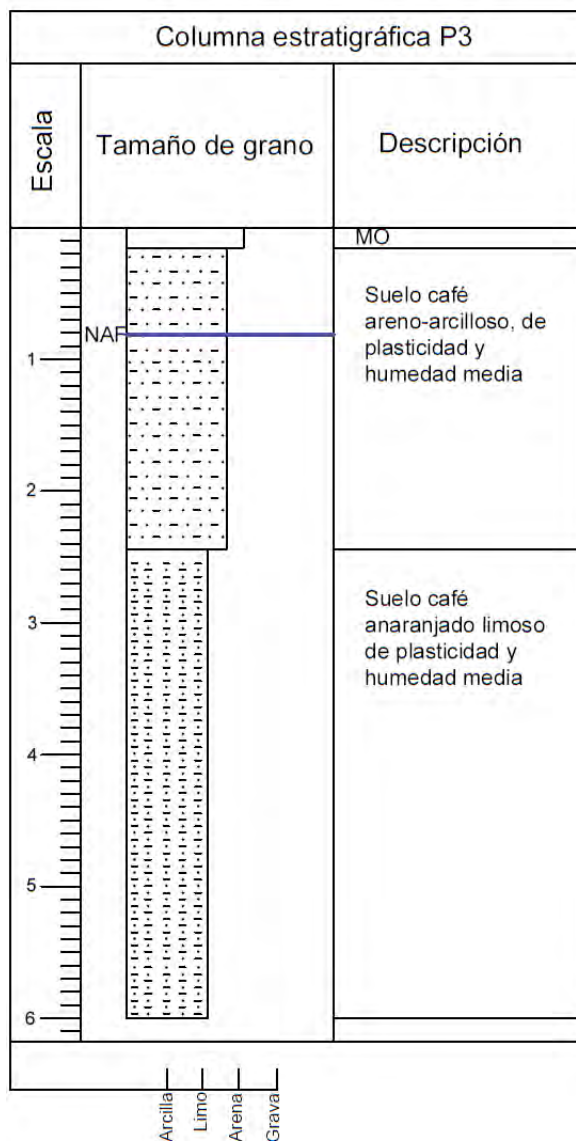 Columna estratigráfica P3
Escala
Tamaño de grano
Descripción
MO
Suelo café
areno-arcilloso, de
plasticidad y
humedad media
NAF
1
2
Suelo café
anaranjado limoso
de plasticidad y
humedad media
3
4
5
6
Arcilla
Limo
Arena
Grava